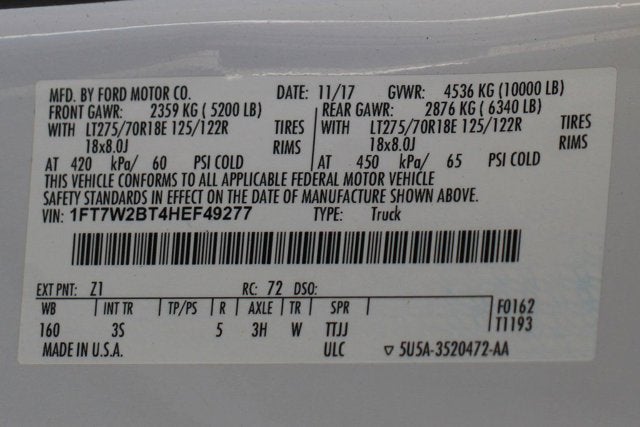 MFD. BY FORD MOTOR CO. DATE: 11/17 GVWR: 4536 KG (10000 LB)
FRONT GAWR: 2359 KG ( 5200 LB) REAR GAWR: 2876 KG ( 6340 LB)
WITH LT275/70R18E 125/122R TIRES WITH LT275/70R18E 125/122R TIRES
18x8.0J RIMS 18x8.0J RIMS
AT 420 kPa/ 60 PSI COLD AT 450 kPa/ 65 PSI COLD
THIS VEHICLE CONFORMS TO ALL APPLICABLE FEDERAL MOTOR VEHICLE
SAFETY STANDARDS IN EFFECT ON THE DATE OF MANUFACTURE SHOWN ABOVE.
VIN: 1FT7W2BT4HEF49277 TYPE: Truck
EXT PNT: Z1 RC: 72 DSO:
WB INT TR TP/PS R AXLE TR SPR F0162
160 3S 5 3H W TTJJ T1193
MADE IN U.S.A. ULC ▽ 5U5A-3520472-AA